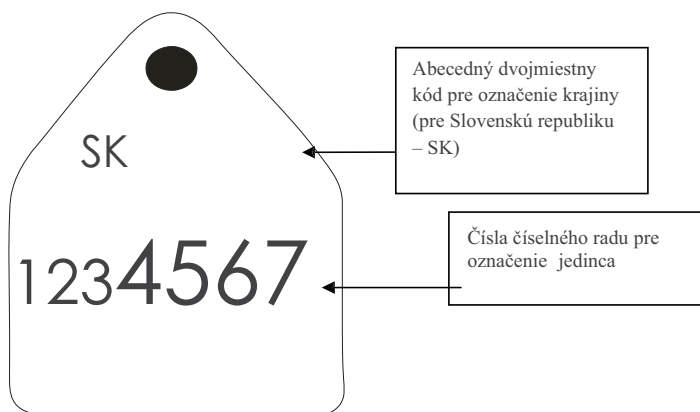 Abecedný dvojmiestny
kód pre označenie krajiny
(pre Slovenskú republiku
– SK)
SK
Čísla číselného radu pre
označenie jedinca
1234567